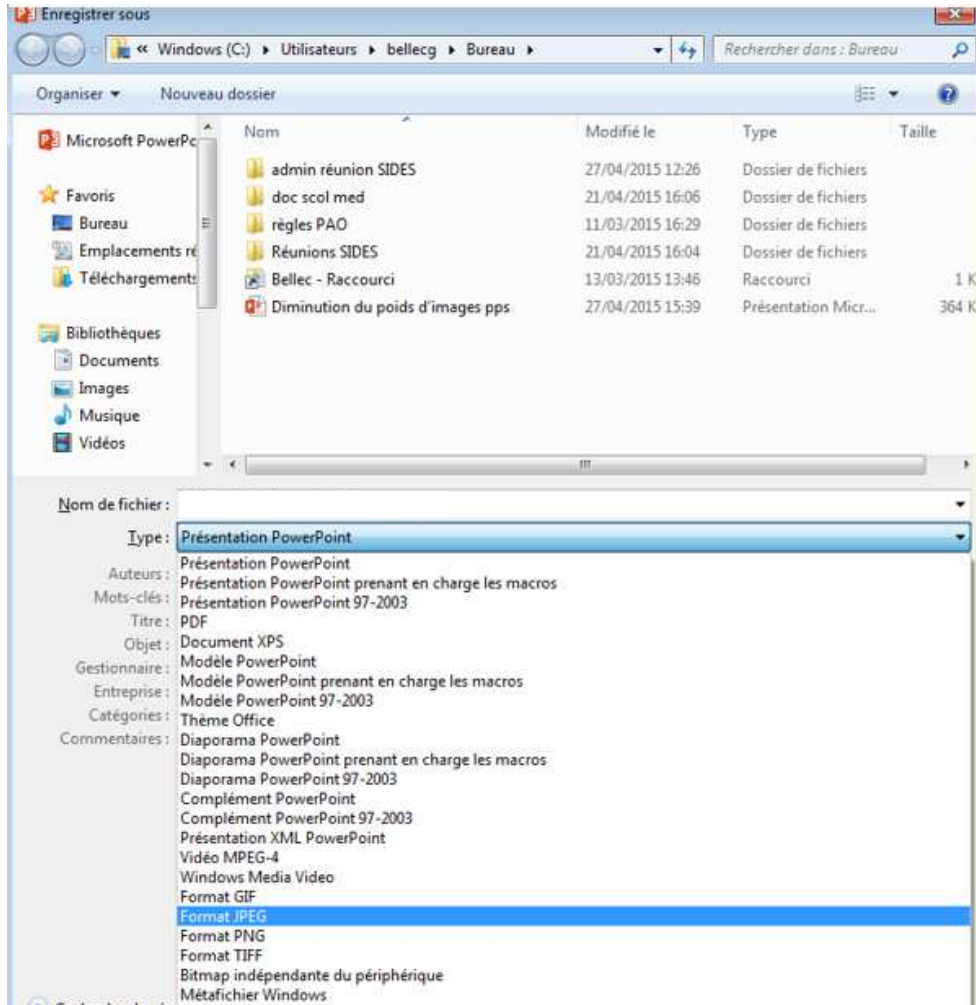 Enregistrer sous
« Windows (C:) ▸ Utilisateurs ▸ bellecg ▸ Bureau ▸
Rechercher dans : Bureau
Organiser
Nouveau dossier
Microsoft PowerPc
Favoris
Bureau
Emplacements ré
Téléchargements
Bibliothèques
Documents
Images
Musique
Vidéos
Nom Modifié le Type Taille
admin réunion SIDES 27/04/2015 12:26 Dossier de fichiers
doc scol med 21/04/2015 16:06 Dossier de fichiers
règles PAO 11/03/2015 16:29 Dossier de fichiers
Réunions SIDES 21/04/2015 16:04 Dossier de fichiers
Bellec - Raccourci 13/03/2015 13:46 Raccourci 1 K
Diminution du poids d'images pps 27/04/2015 15:39 Présentation Micr... 364 K
Nom de fichier :
Type : Présentation PowerPoint
Auteurs :
Mots-clés :
Titre :
Objet :
Gestionnaire :
Entreprise :
Catégories :
Commentaires :
Présentation PowerPoint
Présentation PowerPoint prenant en charge les macros
Présentation PowerPoint 97-2003
PDF
Document XPS
Modèle PowerPoint
Modèle PowerPoint prenant en charge les macros
Modèle PowerPoint 97-2003
Thème Office
Diaporama PowerPoint
Diaporama PowerPoint prenant en charge les macros
Diaporama PowerPoint 97-2003
Complément PowerPoint
Complément PowerPoint 97-2003
Présentation XML PowerPoint
Vidéo MPEG-4
Windows Media Video
Format GIF
Format JPEG
Format PNG
Format TIFF
Bitmap indépendante du périphérique
Métafichier Windows